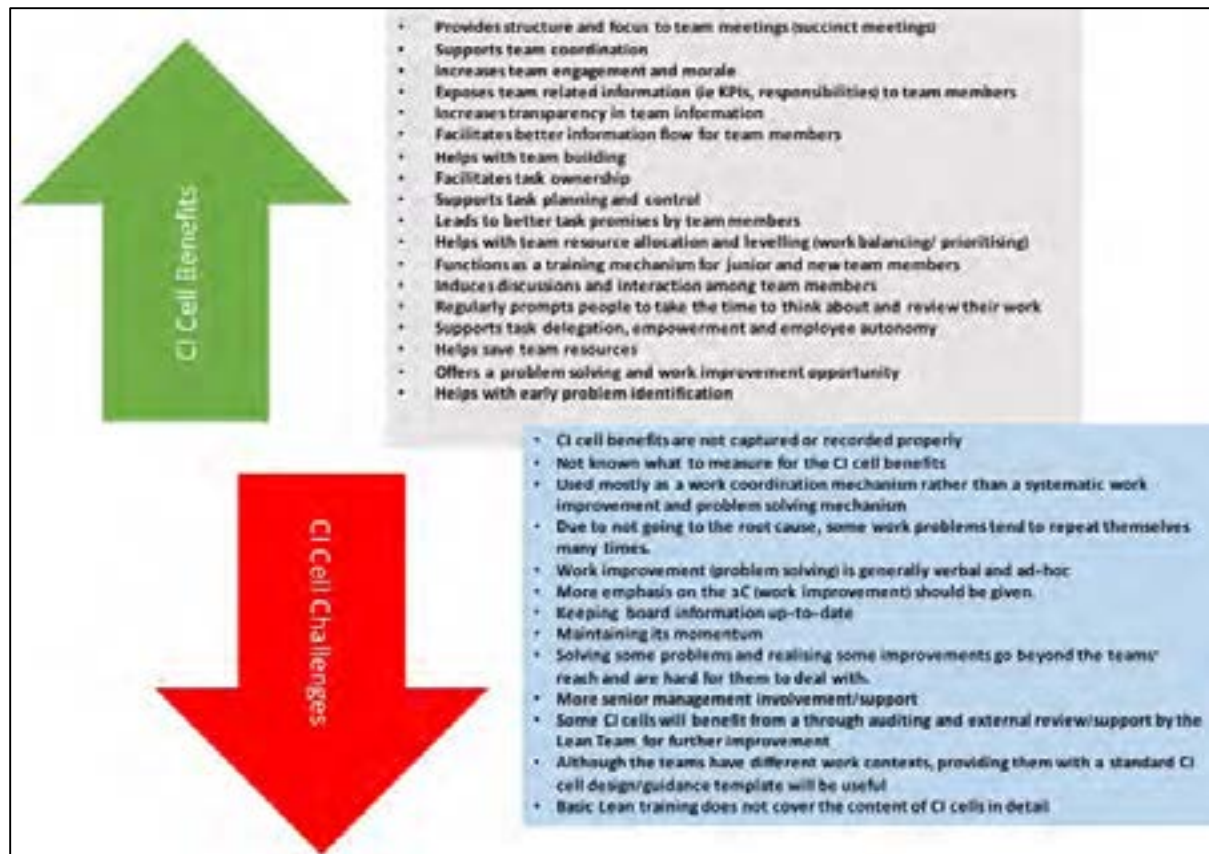 CI Cell Benefits
• Provides structure and focus to team meetings (succinct meetings)
• Supports team coordination
• Increases team engagement and morale
• Exposes team related information (ie KPIs, responsibilities) to team members
• Increases transparency in team information
• Facilitates better information flow for team members
• Helps with team building
• Facilitates task ownership
• Supports task planning and control
• Leads to better task promises by team members
• Helps with team resource allocation and levelling (work balancing/ prioritising)
• Functions as a training mechanism for junior and new team members
• Induces discussions and interaction among team members
• Regularly prompts people to take the time to think about and review their work
• Supports task delegation, empowerment and employee autonomy
• Helps save team resources
• Offers a problem solving and work improvement opportunity
• Helps with early problem identification
CI Cell Challenges
• CI cell benefits are not captured or recorded properly
• Not known what to measure for the CI cell benefits
• Used mostly as a work coordination mechanism rather than a systematic work
improvement and problem solving mechanism
• Due to not going to the root cause, some work problems tend to repeat themselves
many times.
• Work improvement (problem solving) is generally verbal and ad-hoc
• More emphasis on the 3C (work improvement) should be given.
• Keeping board information up-to-date
• Maintaining its momentum
• Solving some problems and realising some improvements go beyond the teams'
reach and are hard for them to deal with.
• More senior management involvement/support
• Some CI cells will benefit from a through auditing and external review/support by the
Lean Team for further improvement
• Although the teams have different work contexts, providing them with a standard CI
cell design/guidance template will be useful
• Basic Lean training does not cover the content of CI cells in detail